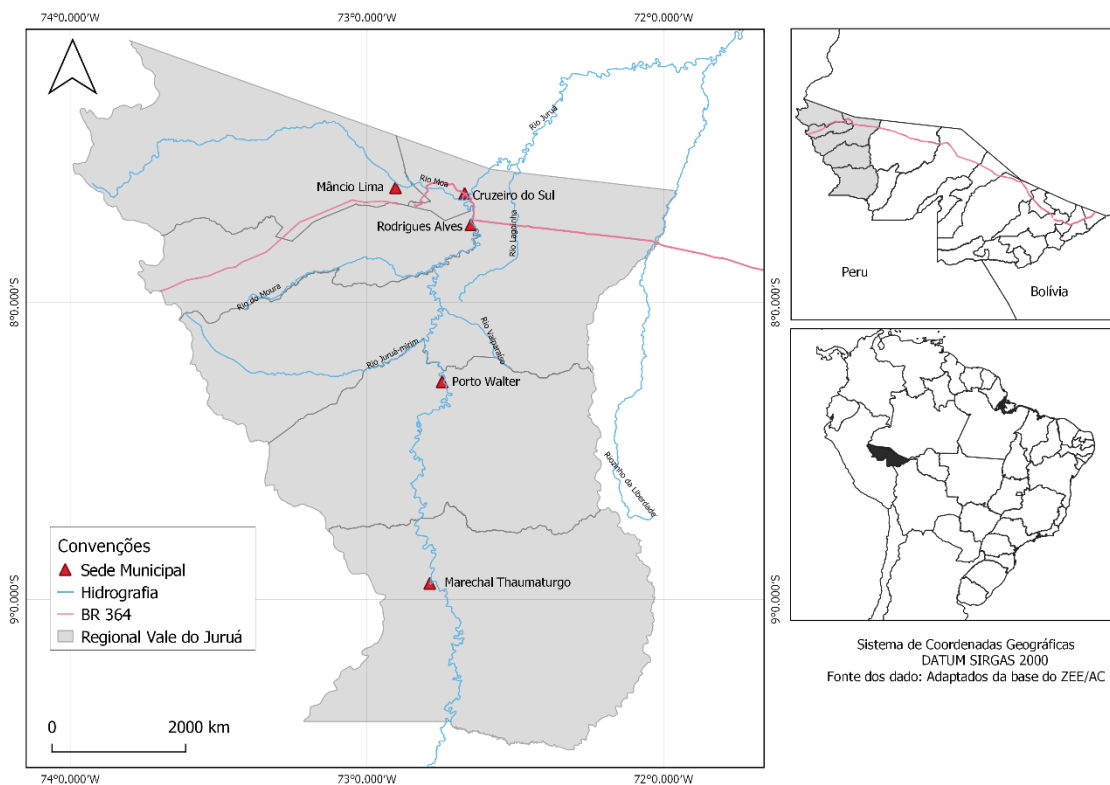 74°0.000'W
73°0.000'W
72°0.000'W
Rio Juruá
Mâncio Lima
Rio Moa
Cruzeiro do Sul
Rodrigues Alves
Rio Lagoinha
8°0.000'S
8°0.000'S
Rio do Moura
Rio Juruá-mirim
Rio Valparaíso
Porto Walter
Riozinho da Liberdade
Marechal Thaumaturgo
9°0.000'S
9°0.000'S
Convenções
Sede Municipal
Hidrografia
BR 364
Regional Vale do Juruá
0 2000 km
74°0.000'W
73°0.000'W
72°0.000'W
Peru
Bolívia
Sistema de Coordenadas Geográficas
DATUM SIRGAS 2000
Fonte dos dado: Adaptados da base do ZEE/AC